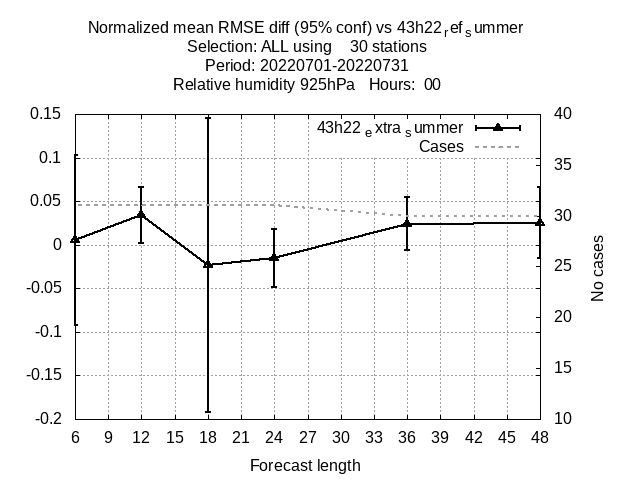 Normalized mean RMSE diff (95% conf) vs 43h22_ref_summer
Selection: ALL using 30 stations
Period: 20220701-20220731
Relative humidity 925hPa Hours: 00
43h22_extra_summer
Cases
0.15
0.1
0.05
0
-0.05
-0.1
-0.15
-0.2
40
35
30
25
20
15
10
No cases
6 9 12 15 18 21 24 27 30 33 36 39 42 45 48
Forecast length